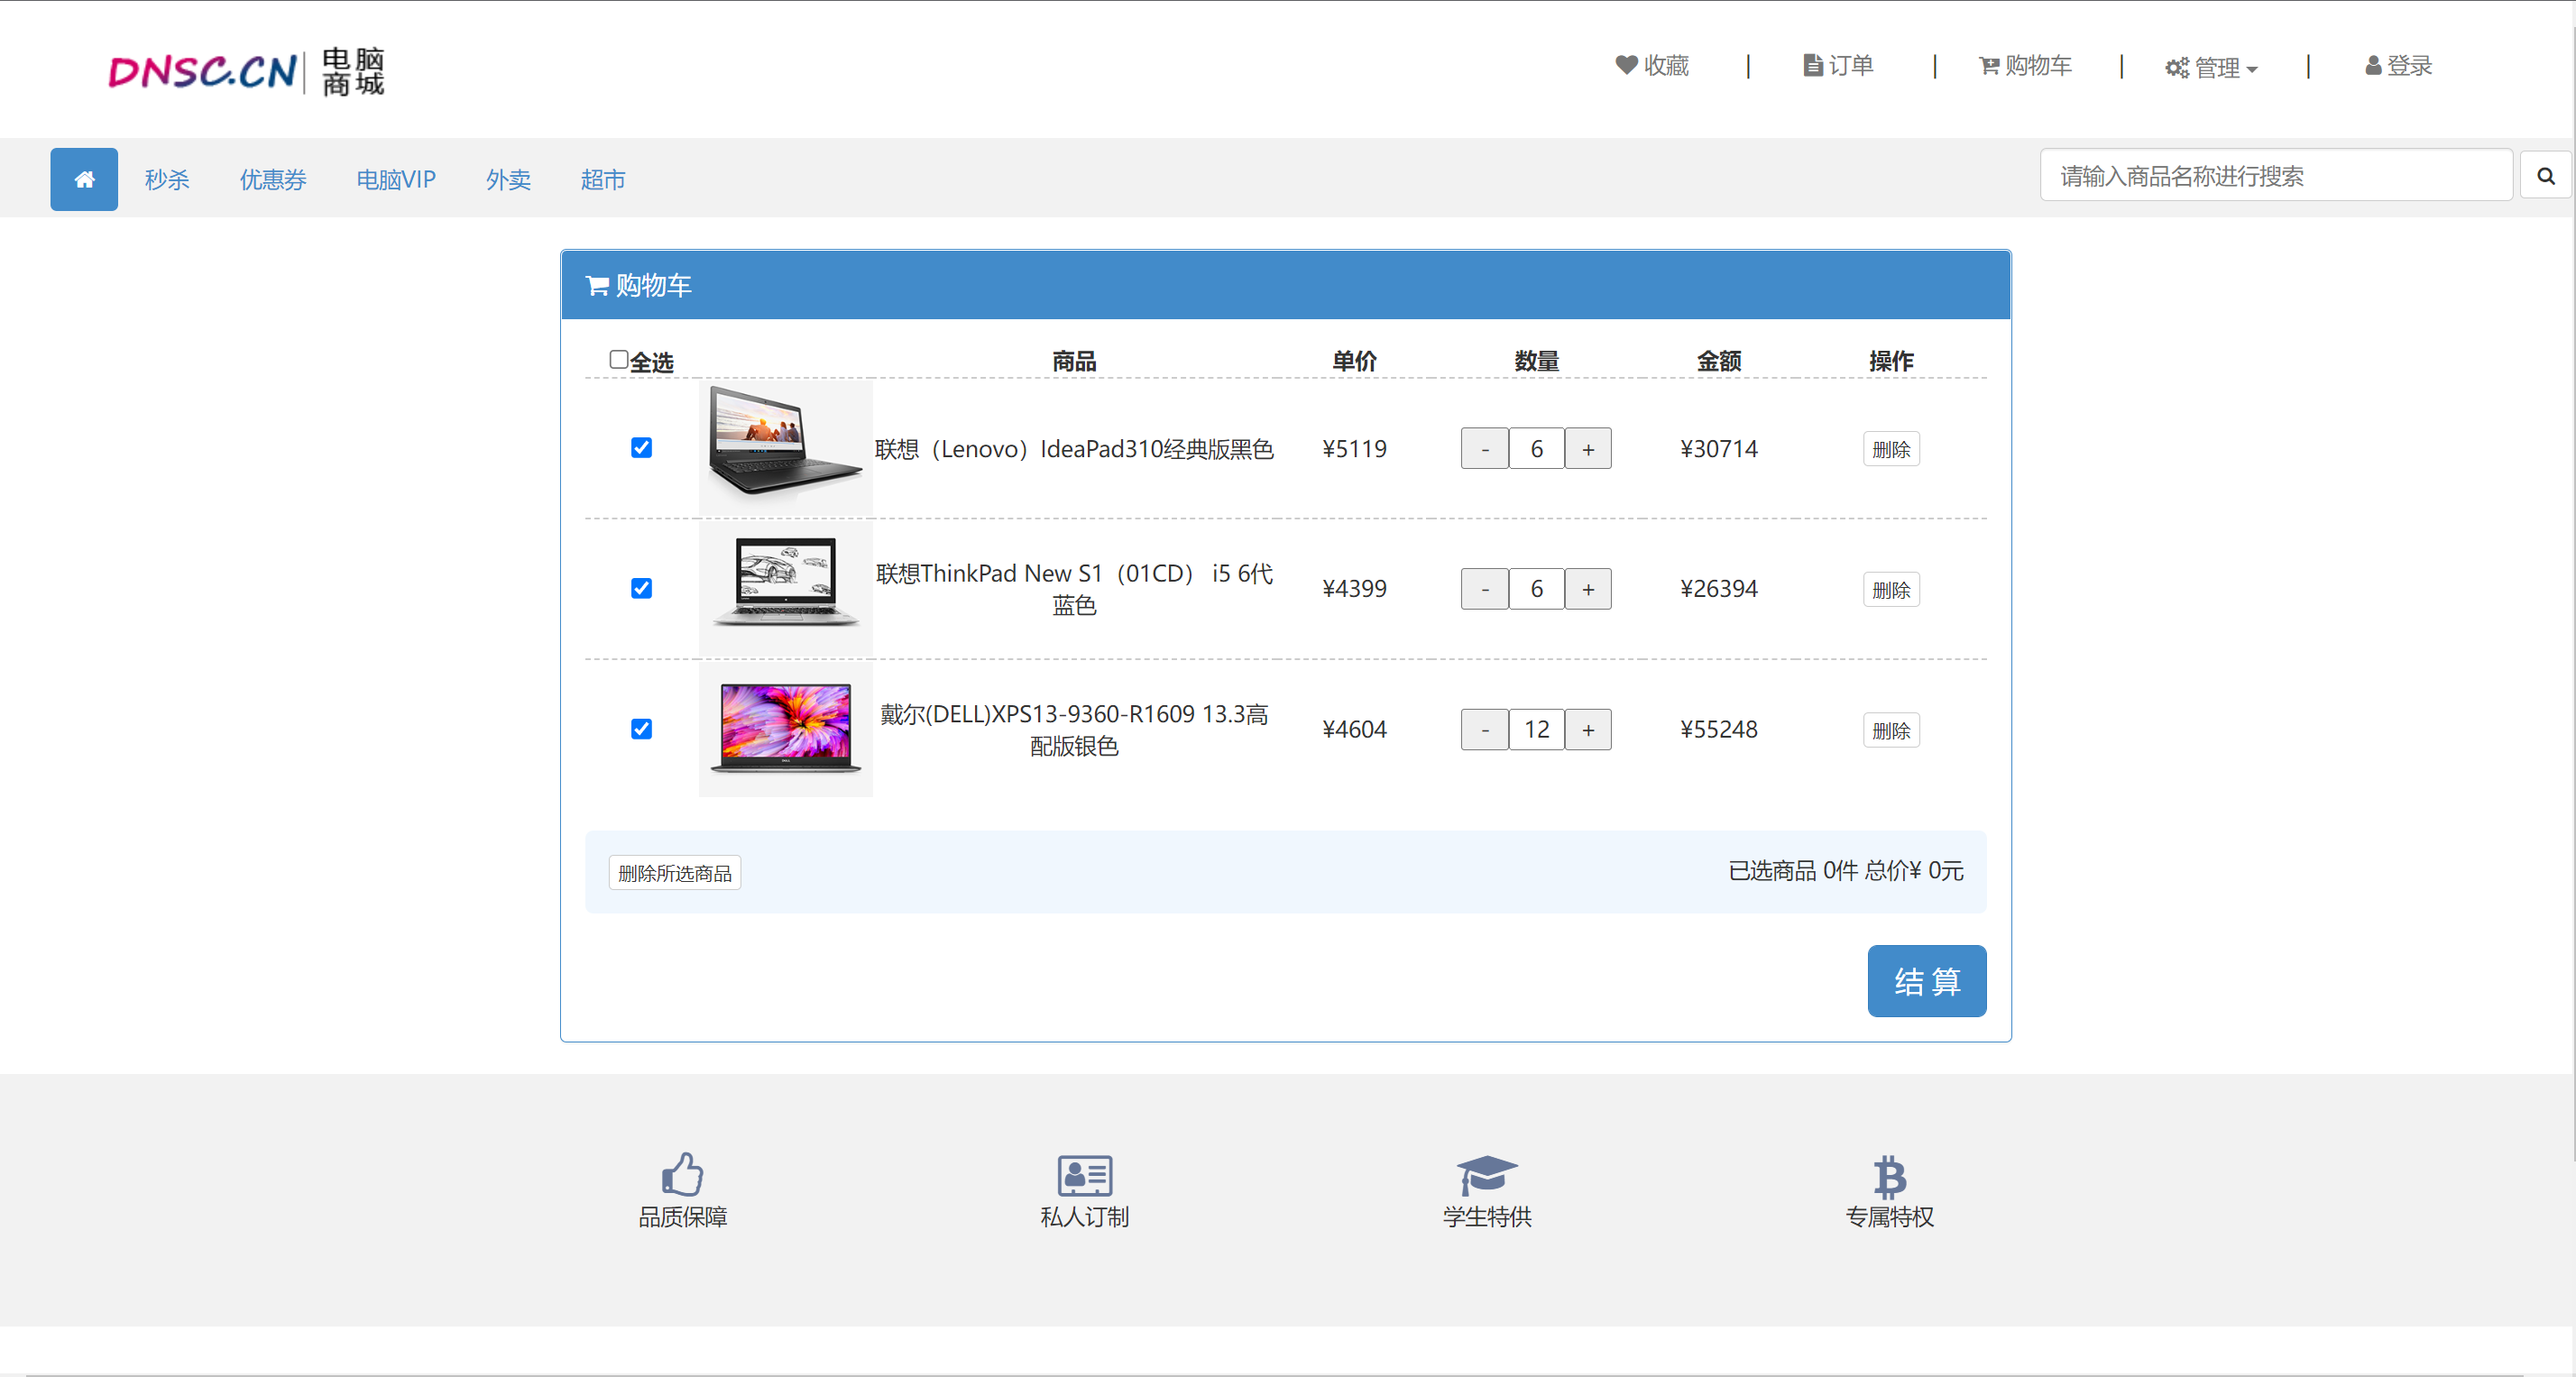 DNSC.CN 电脑商城
收藏 | 订单 | 购物车 | 管理 | 登录
秒杀 优惠券 电脑VIP 外卖 超市 请输入商品名称进行搜索
购物车
全选 商品 单价 数量 金额 操作
联想（Lenovo）IdeaPad310经典版黑色 ¥5119 - 6 + ¥30714 删除
联想ThinkPad New S1（01CD） i5 6代
蓝色 ¥4399 - 6 + ¥26394 删除
戴尔(DELL)XPS13-9360-R1609 13.3高
配版银色 ¥4604 - 12 + ¥55248 删除
删除所选商品 已选商品 0件 总价¥ 0元
结 算
品质保障 私人订制 学生特供 专属特权